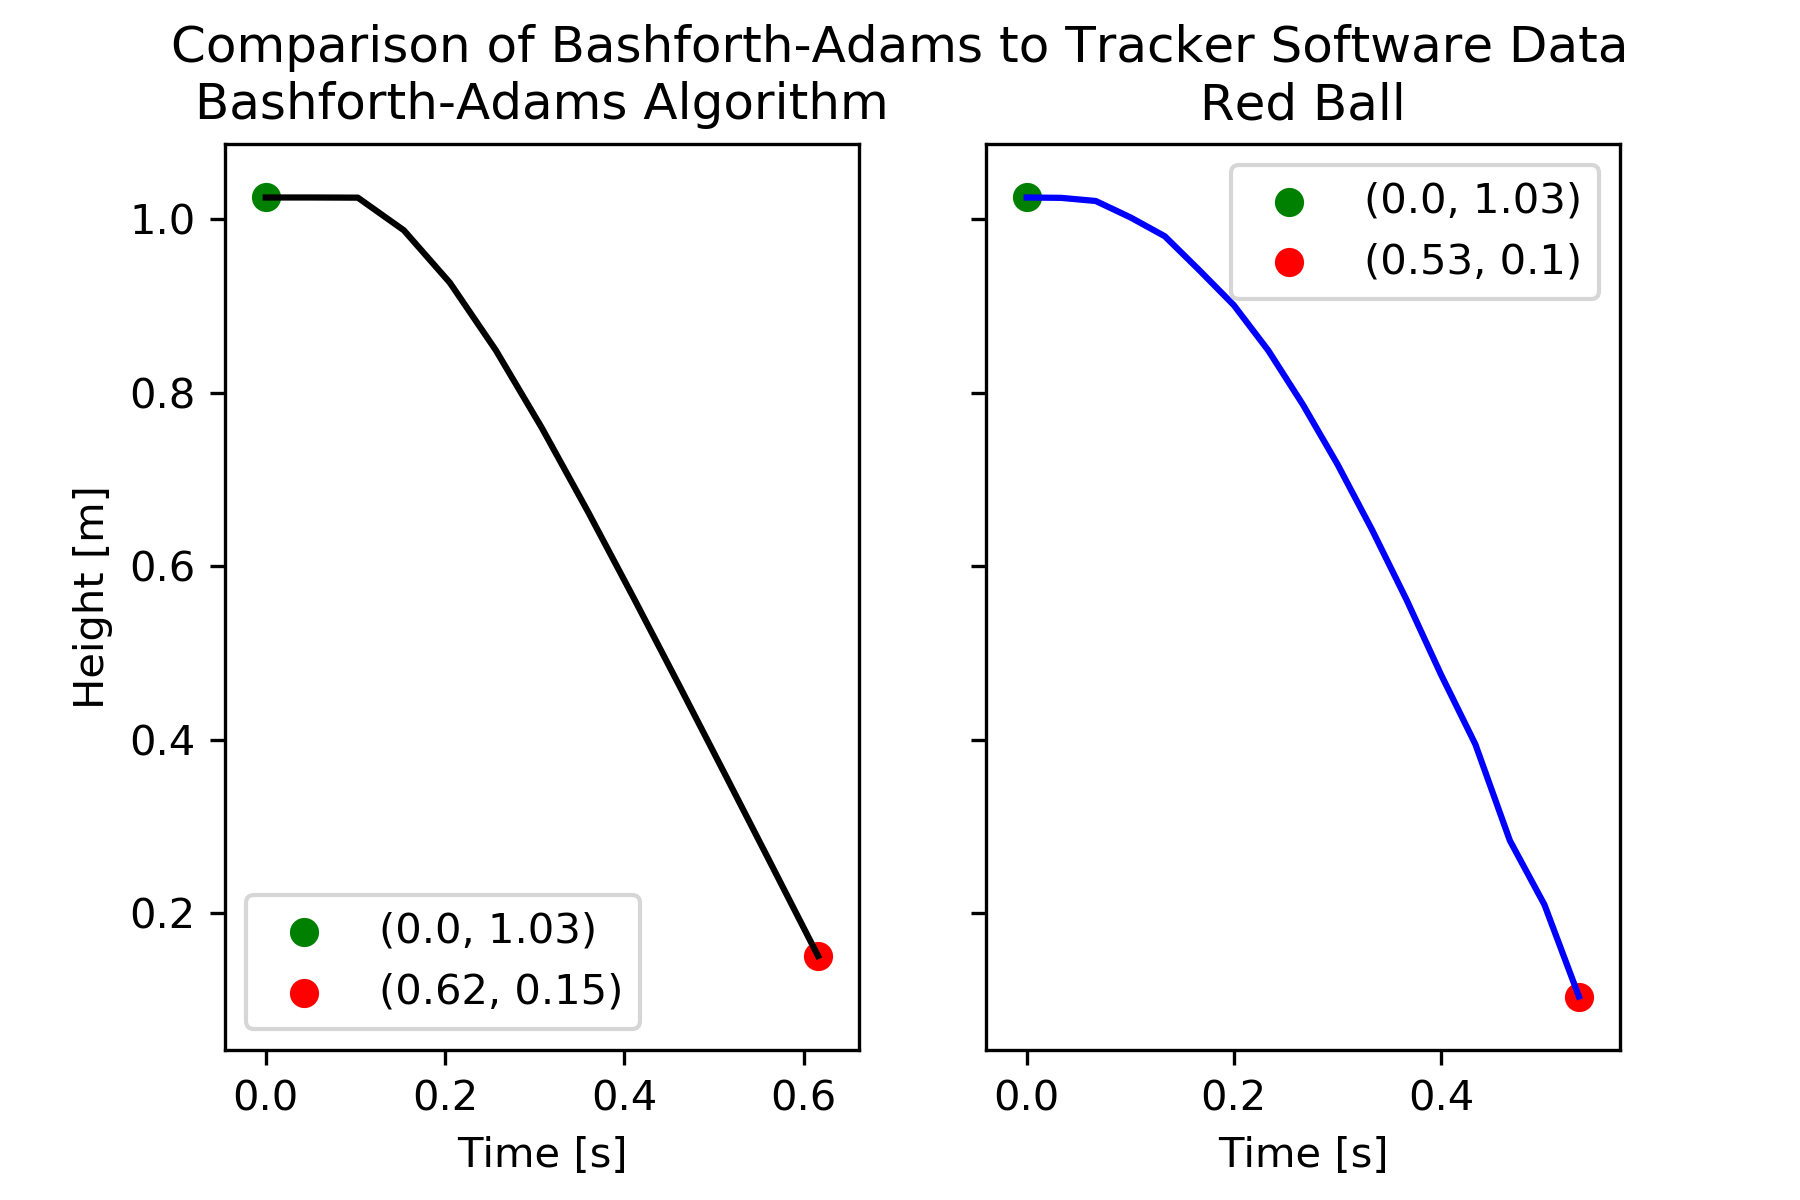 Comparison of Bashforth-Adams to Tracker Software Data
Bashforth-Adams Algorithm
Red Ball
Height [m]
1.0
0.8
0.6
0.4
0.2
(0.0, 1.03)
(0.62, 0.15)
0.0 0.2 0.4 0.6
Time [s]
(0.0, 1.03)
(0.53, 0.1)
0.0 0.2 0.4
Time [s]